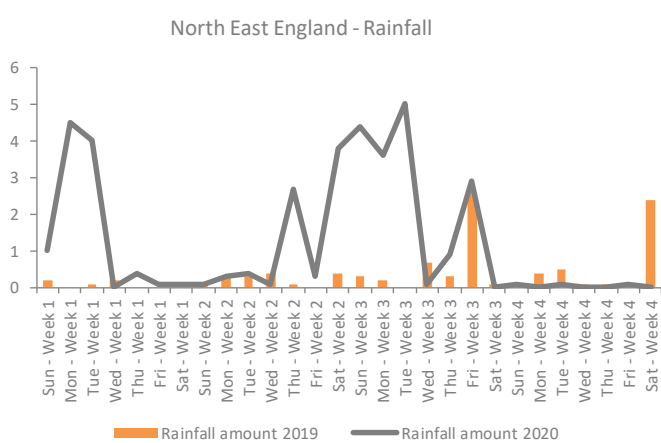 North East England - Rainfall
6
5
4
3
2
1
0
Sun - Week 1
Mon - Week 1
Tue - Week 1
Wed - Week 1
Thu - Week 1
Fri - Week 1
Sat - Week 1
Sun - Week 2
Mon - Week 2
Tue - Week 2
Wed - Week 2
Thu - Week 2
Fri - Week 2
Sat - Week 2
Sun - Week 3
Mon - Week 3
Tue - Week 3
Wed - Week 3
Thu - Week 3
Fri - Week 3
Sat - Week 3
Sun - Week 4
Mon - Week 4
Tue - Week 4
Wed - Week 4
Thu - Week 4
Fri - Week 4
Sat - Week 4
Rainfall amount 2019
Rainfall amount 2020